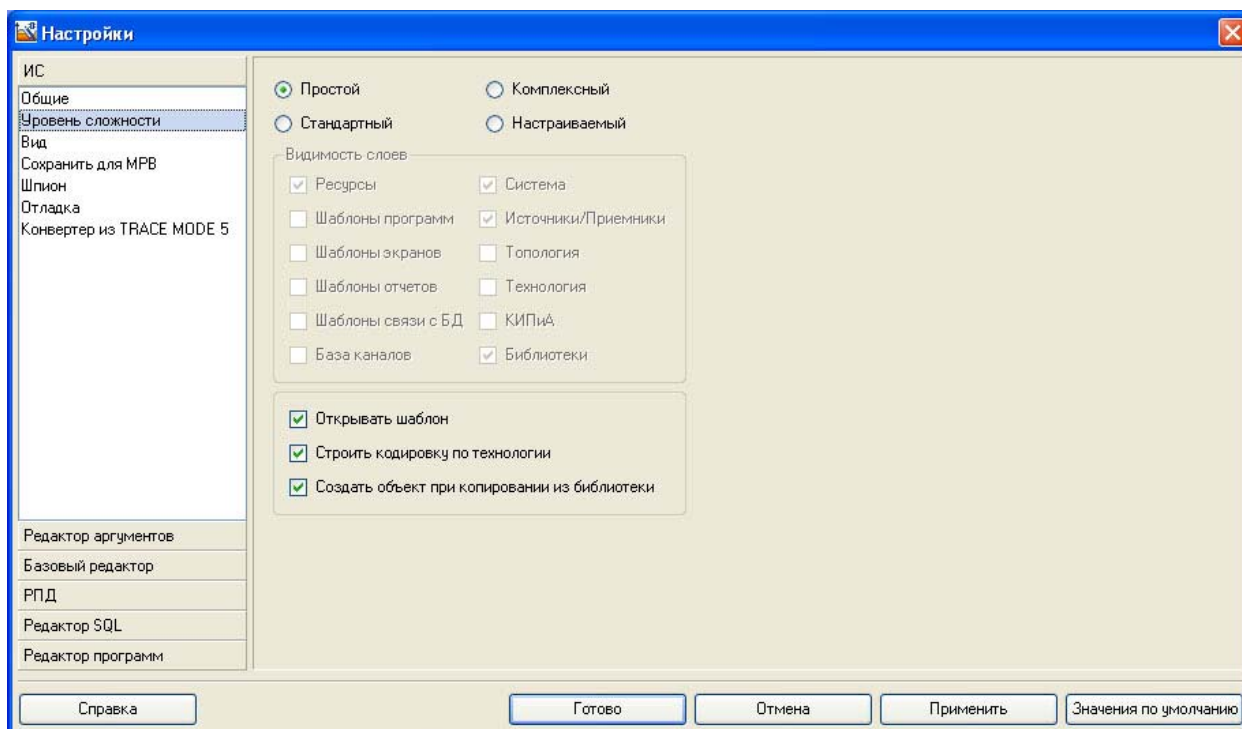 Настройки
ИС
Общие
Уровень сложности
Вид
Сохранить для МРВ
Шпион
Отладка
Конвертер из TRACE MODE 5
Редактор аргументов
Базовый редактор
РПД
Редактор SQL
Редактор программ
Простой Комплексный
Стандартный Настраиваемый
Видимость слоев
Ресурсы Система
Шаблоны программ Источники/Приемники
Шаблоны экранов Топология
Шаблоны отчетов Технология
Шаблоны связи с БД КИПиА
База каналов Библиотеки
Открывать шаблон
Строить кодировку по технологии
Создать объект при копировании из библиотеки
Справка Готово Отмена Применить Значения по умолчанию